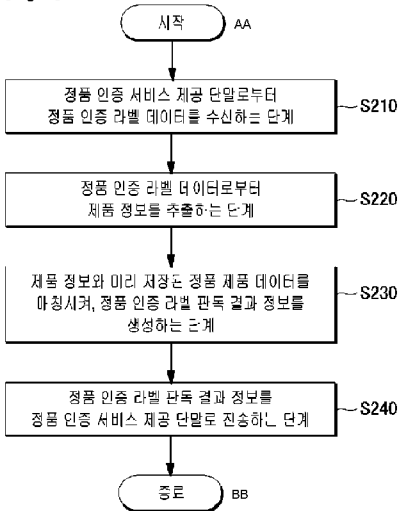 시작 AA
정품 인증 서비스 제공 단말로부터
정품 인증 라벨 데이터를 수신하는 단계
S210
정품 인증 라벨 데이터로부터
제품 정보를 추출하는 단계
S220
제품 정보와 미리 저장된 정품 제품 데이터를
매칭시켜, 정품 인증 라벨 판독 결과 정보를
생성하는 단계
S230
정품 인증 라벨 판독 결과 정보를
정품 인증 서비스 제공 단말로 전송하는 단계
S240
종료 BB